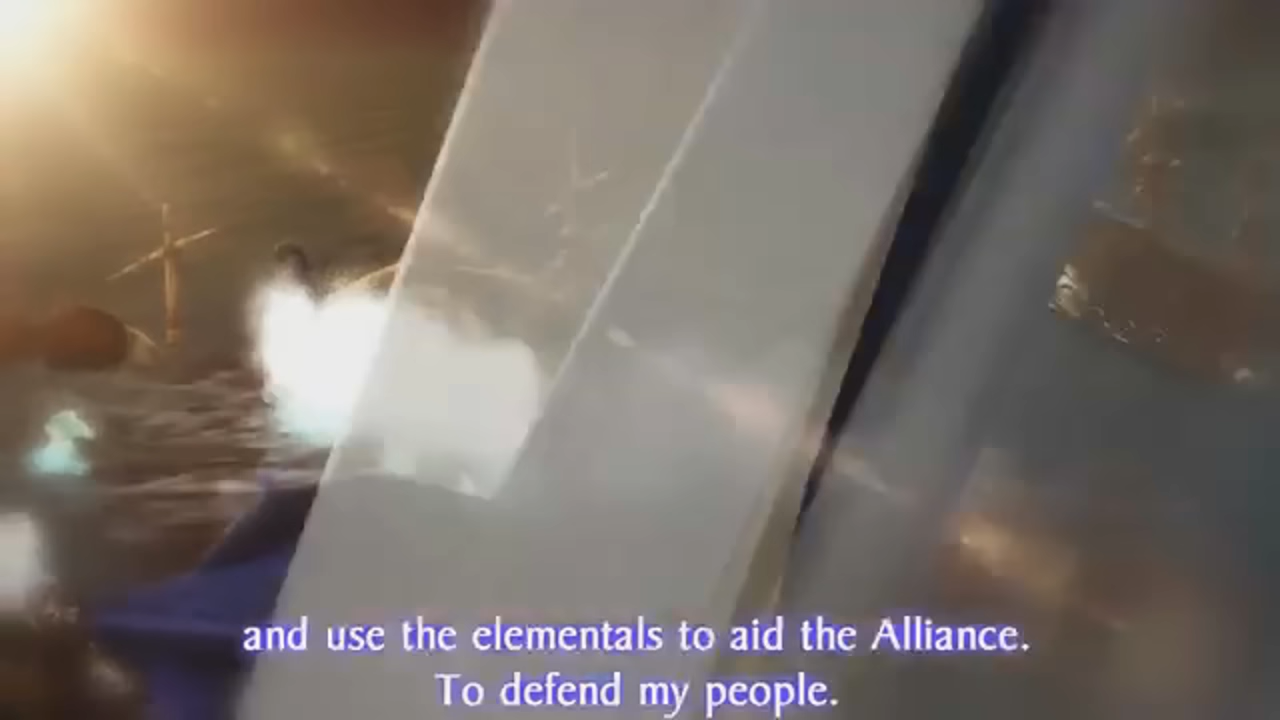 and use the elementals to aid the Alliance.
To defend my people.